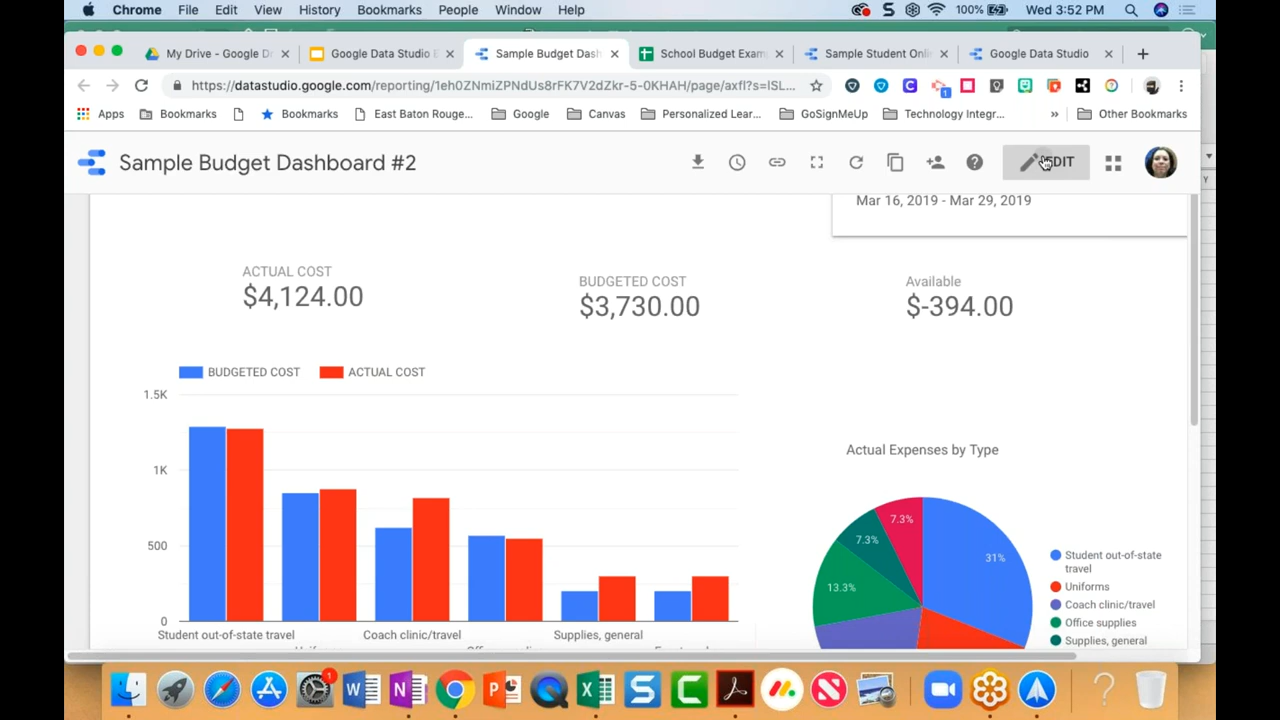 Chrome File Edit View History Bookmarks People Window Help 100% Wed 3:52 PM
My Drive - Google Dr Google Data Studio E Sample Budget Dash School Budget Exam Sample Student Onli Google Data Studio
https://datastudio.google.com/reporting/1eh0ZNmiZPNdUs8rFK7V2dZkr-5-0KHAH/page/axfI?s=lSL...
Apps Bookmarks Bookmarks East Baton Rouge... Google Canvas Personalized Lear... GoSignMeUp Technology Integr... » Other Bookmarks
Sample Budget Dashboard #2 EDIT
Mar 16, 2019 - Mar 29, 2019
ACTUAL COST
$4,124.00
BUDGETED COST
$3,730.00
Available
$-394.00
BUDGETED COST ACTUAL COST
1.5K
1K
500
0
Student out-of-state travel
Coach clinic/travel
Supplies, general
Actual Expenses by Type
7.3%
7.3%
31%
13.3%
Student out-of-state
travel
Uniforms
Coach clinic/travel
Office supplies
Supplies, general